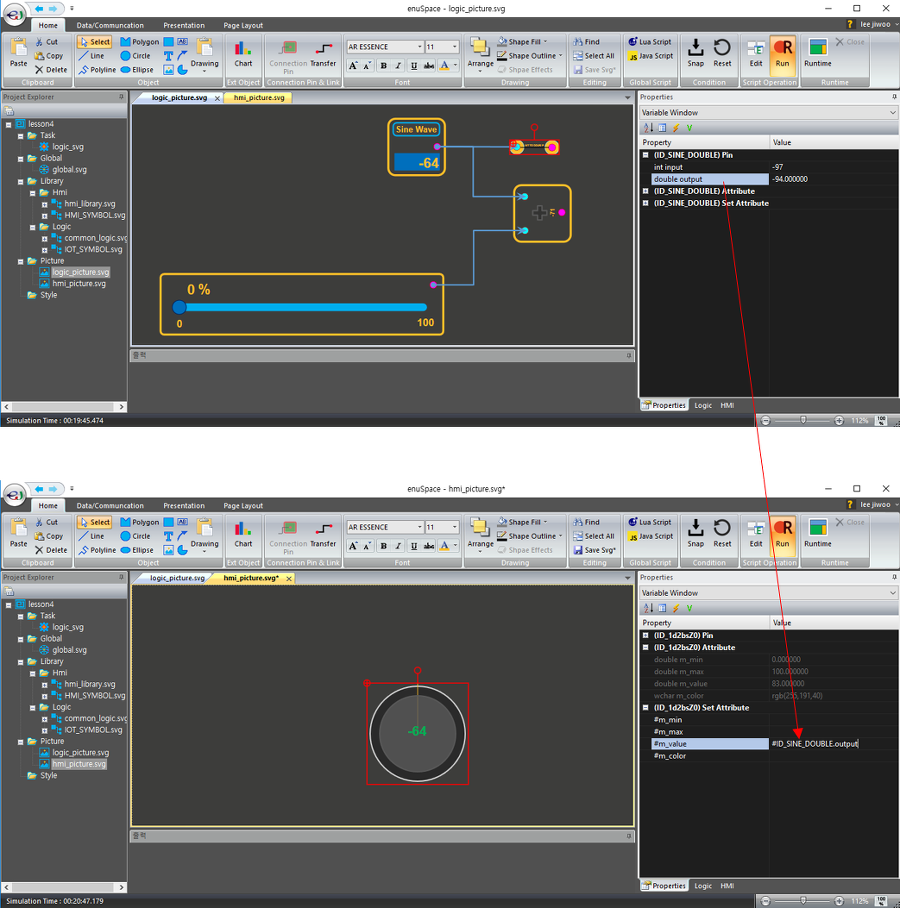 enuSpace - logic_picture.svg
Home Data/Communcation Presentation Page Layout lee jiwoo
Paste Cut Copy Delete Clipboard
Select Line Polyline Polygon Circle Ellipse T AB T Drawing Object
Chart Ext Object
Connection Pin Transfer Connection Pin & Link
AR ESSENCE 11 A A B I U abc A Font
Arrange Shape Fill Shape Outline Shpae Effects Drawing
Find Select All Save Svg* Edit
Lua Script Java Script Global Script
Snap Reset Condition
Edit Run Script Operation
Runtime Close Runtime
Project Explorer
lesson4
Task
logic_svg
Global
global.svg
Library
Hmi
hmi_library.svg
HMI_SYMBOL.svg
Logic
common_logic.svg
IOT_SYMBOL.svg
Picture
logic_picture.svg
hmi_picture.svg
Style
logic_picture.svg hmi_picture.svg
Sine Wave
-64
0 %
0 100
출력
Properties
Variable Window
Property Value
(ID_SINE_DOUBLE) Pin
int input -97
double output -94.000000
(ID_SINE_DOUBLE) Attribute
(ID_SINE_DOUBLE) Set Attribute
Properties Logic HMI
Simulation Time : 00:19:45.474 112% 100 %
enuSpace - hmi_picture.svg*
Home Data/Communcation Presentation Page Layout lee jiwoo
Paste Cut Copy Delete Clipboard
Select Line Polyline Polygon Circle Ellipse T AB T Drawing Object
Chart Ext Object
Connection Pin Transfer Connection Pin & Link
AR ESSENCE 11 A A B I U abc A Font
Arrange Shape Fill Shape Outline Shpae Effects Drawing
Find Select All Save Svg* Edit
Lua Script Java Script Global Script
Snap Reset Condition
Edit Run Script Operation
Runtime Close Runtime
Project Explorer
lesson4
Task
logic_svg
Global
global.svg
Library
Hmi
hmi_library.svg
HMI_SYMBOL.svg
Logic
common_logic.svg
IOT_SYMBOL.svg
Picture
logic_picture.svg
hmi_picture.svg
Style
logic_picture.svg hmi_picture.svg*
-64
출력
Properties
Variable Window
Property Value
(ID_1d2bsZ0) Pin
(ID_1d2bsZ0) Attribute
double m_min 0.000000
double m_max 100.000000
double m_value 83.000000
wchar m_color rgb(255,191,40)
(ID_1d2bsZ0) Set Attribute
#m_min
#m_max
#m_value #ID_SINE_DOUBLE.output
#m_color
Properties Logic HMI
Simulation Time : 00:20:47.179 112% 100 %